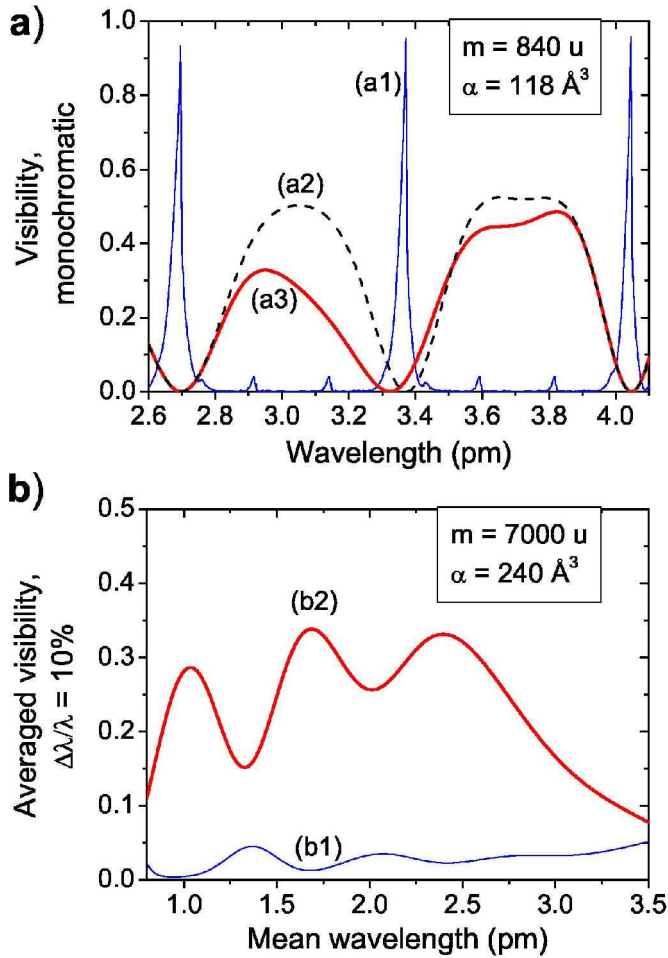 a)
m = 840 u
α = 118 Å³
(a1)
(a2)
(a3)
Visibility,
monochromatic
1.0
0.8
0.6
0.4
0.2
0.0
2.6 2.8 3.0 3.2 3.4 3.6 3.8 4.0
Wavelength (pm)
b)
m = 7000 u
α = 240 Å³
(b2)
(b1)
Averaged visibility,
Δλ/λ = 10%
0.5
0.4
0.3
0.2
0.1
0.0
1.0 1.5 2.0 2.5 3.0 3.5
Mean wavelength (pm)